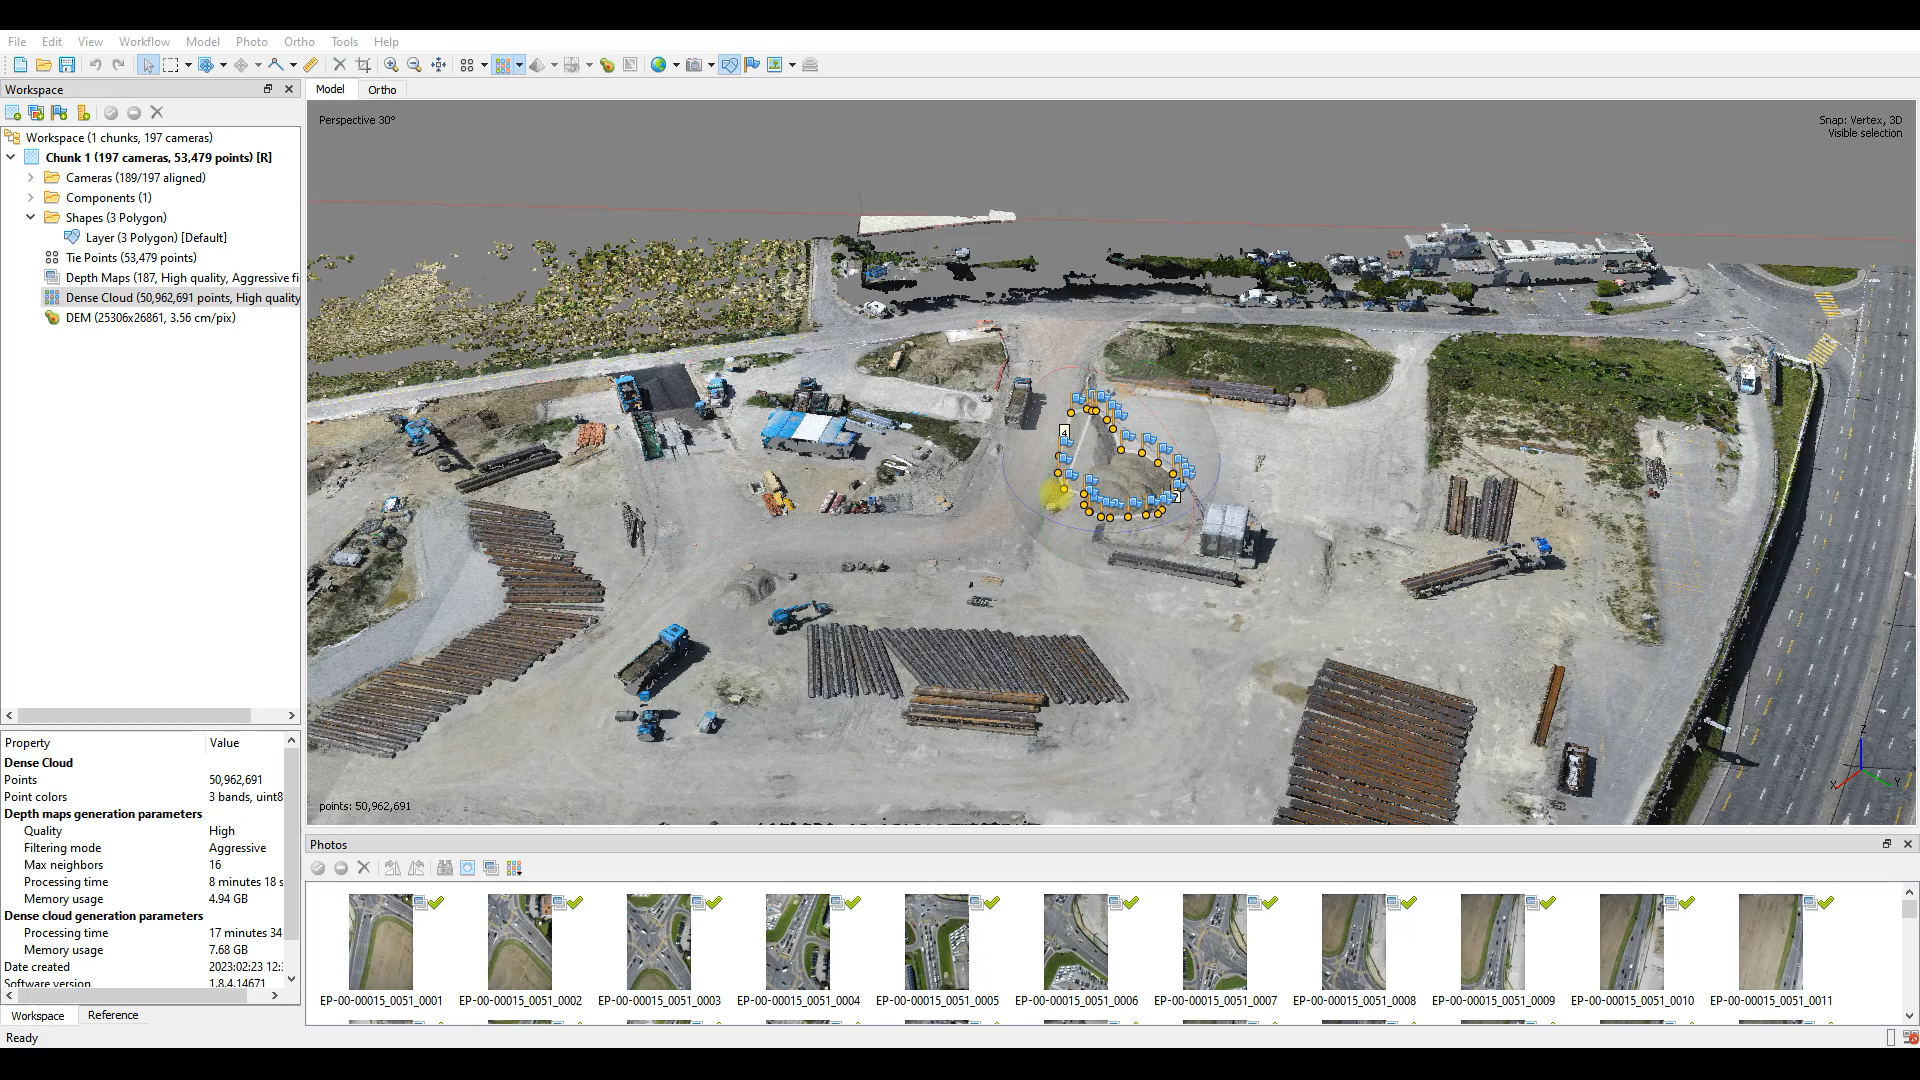 File Edit View Workflow Model Photo Ortho Tools Help
Workspace
Workspace (1 chunks, 197 cameras)
Chunk 1 (197 cameras, 53,479 points) [R]
Cameras (189/197 aligned)
Components (1)
Shapes (3 Polygon)
Layer (3 Polygon) [Default]
Tie Points (53,479 points)
Depth Maps (187, High quality, Aggressive fi
Dense Cloud (50,962,691 points, High quality
DEM (25306x26861, 3.56 cm/pix)
Property Value
Dense Cloud
Points 50,962,691
Point colors 3 bands, uint8
Depth maps generation parameters
Quality High
Filtering mode Aggressive
Max neighbors 16
Processing time 8 minutes 18 s
Memory usage 4.94 GB
Dense cloud generation parameters
Processing time 17 minutes 34
Memory usage 7.68 GB
Date created 2023:02:23 12:
Software version 1.8.4.14671
Workspace Reference
Ready
Model Ortho
Perspective 30°
Snap: Vertex, 3D
Visible selection
4
Z
X Y
points: 50,962,691
Photos
EP-00-00015_0051_0001 EP-00-00015_0051_0002 EP-00-00015_0051_0003 EP-00-00015_0051_0004 EP-00-00015_0051_0005 EP-00-00015_0051_0006 EP-00-00015_0051_0007 EP-00-00015_0051_0008 EP-00-00015_0051_0009 EP-00-00015_0051_0010 EP-00-00015_0051_0011